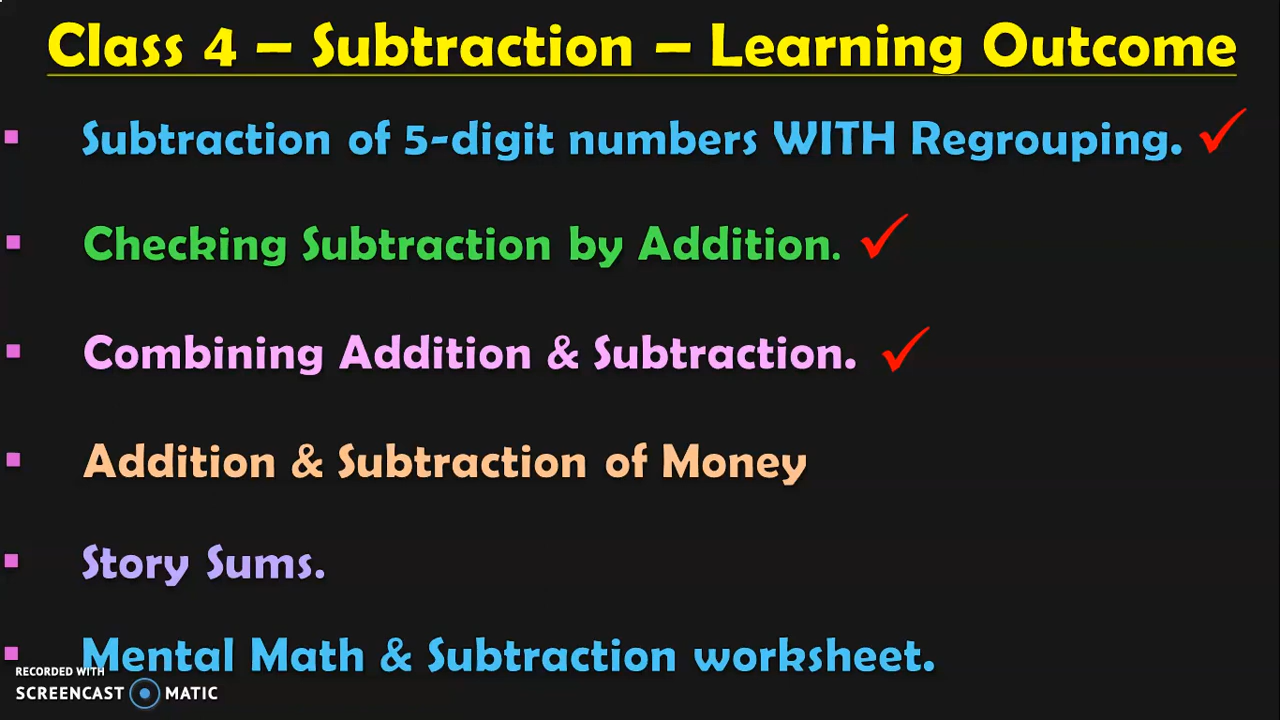 Class 4 – Subtraction – Learning Outcome
▪ Subtraction of 5-digit numbers WITH Regrouping. ✓
▪ Checking Subtraction by Addition. ✓
▪ Combining Addition & Subtraction. ✓
▪ Addition & Subtraction of Money
▪ Story Sums.
▪ Mental Math & Subtraction worksheet.
RECORDED WITH
SCREENCAST MATIC